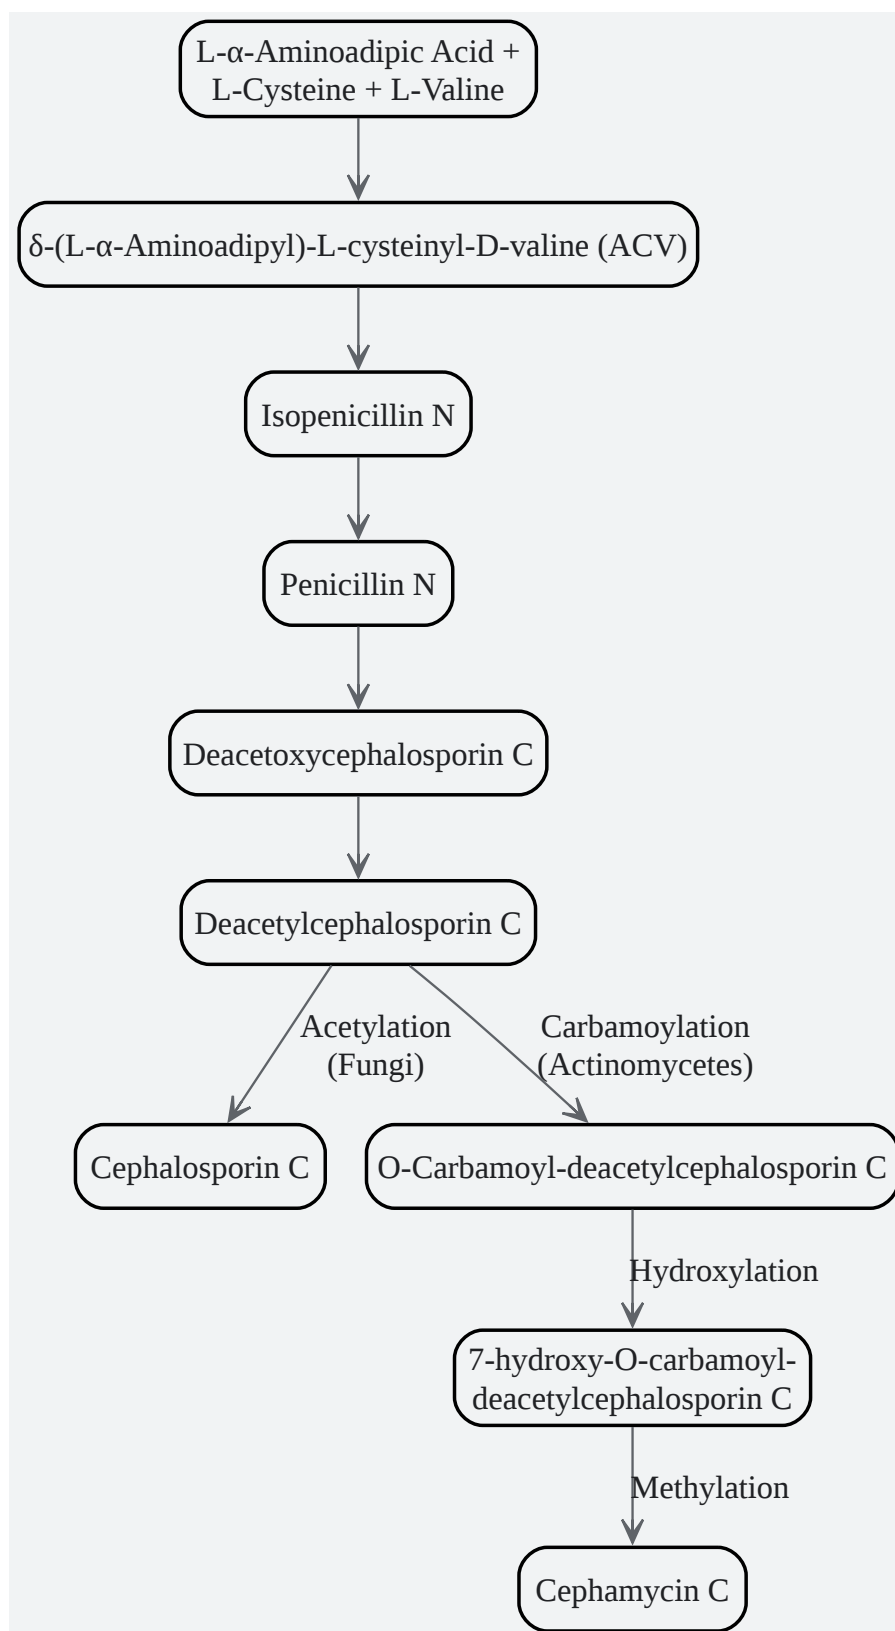 L-α-Aminoadipic Acid +
L-Cysteine + L-Valine
δ-(L-α-Aminoadipyl)-L-cysteinyl-D-valine (ACV)
Isopenicillin N
Penicillin N
Deacetoxycephalosporin C
Deacetylcephalosporin C
Acetylation
(Fungi)
Carbamoylation
(Actinomycetes)
Cephalosporin C
O-Carbamoyl-deacetylcephalosporin C
Hydroxylation
7-hydroxy-O-carbamoyl-
deacetylcephalosporin C
Methylation
Cephamycin C